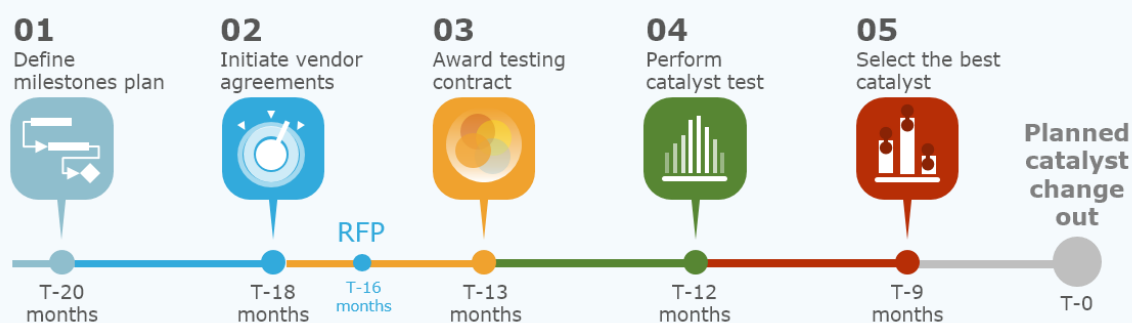 01
Define
milestones plan
02
Initiate vendor
agreements
03
Award testing
contract
04
Perform
catalyst test
05
Select the best
catalyst
Planned
catalyst
change
out
RFP
T-20
months
T-18
months
T-16
months
T-13
months
T-12
months
T-9
months
T-0